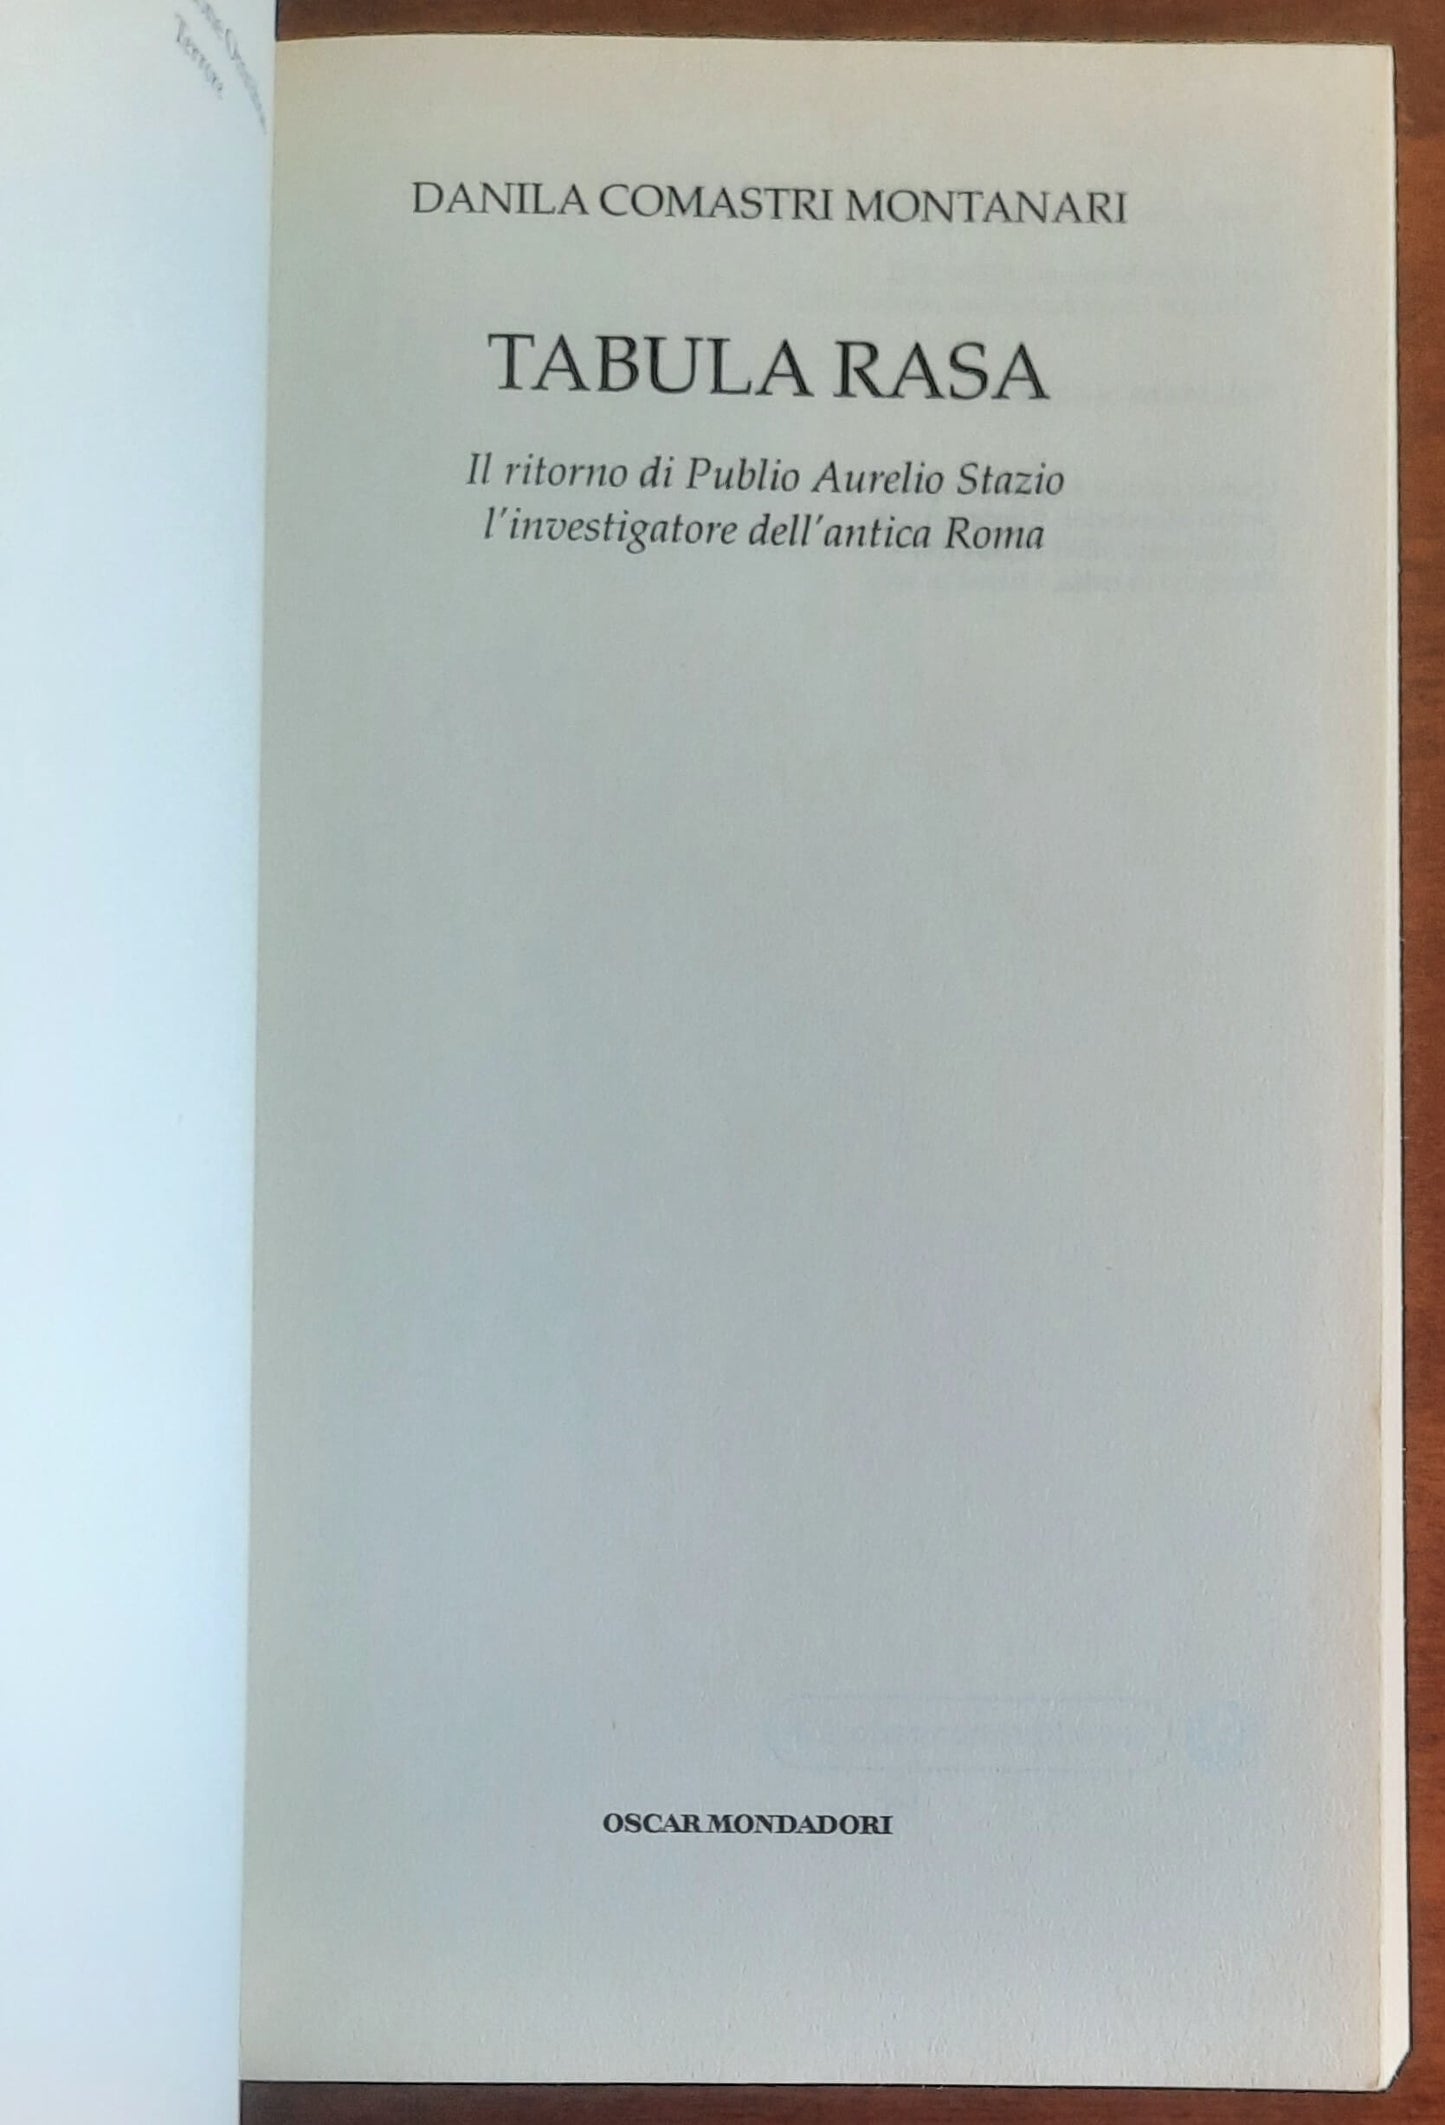 DANILA COMASTRI MONTANARI
TABULA RASA
Il ritorno di Publio Aurelio Stazio
l'investigatore dell'antica Roma
OSCAR MONDADORI